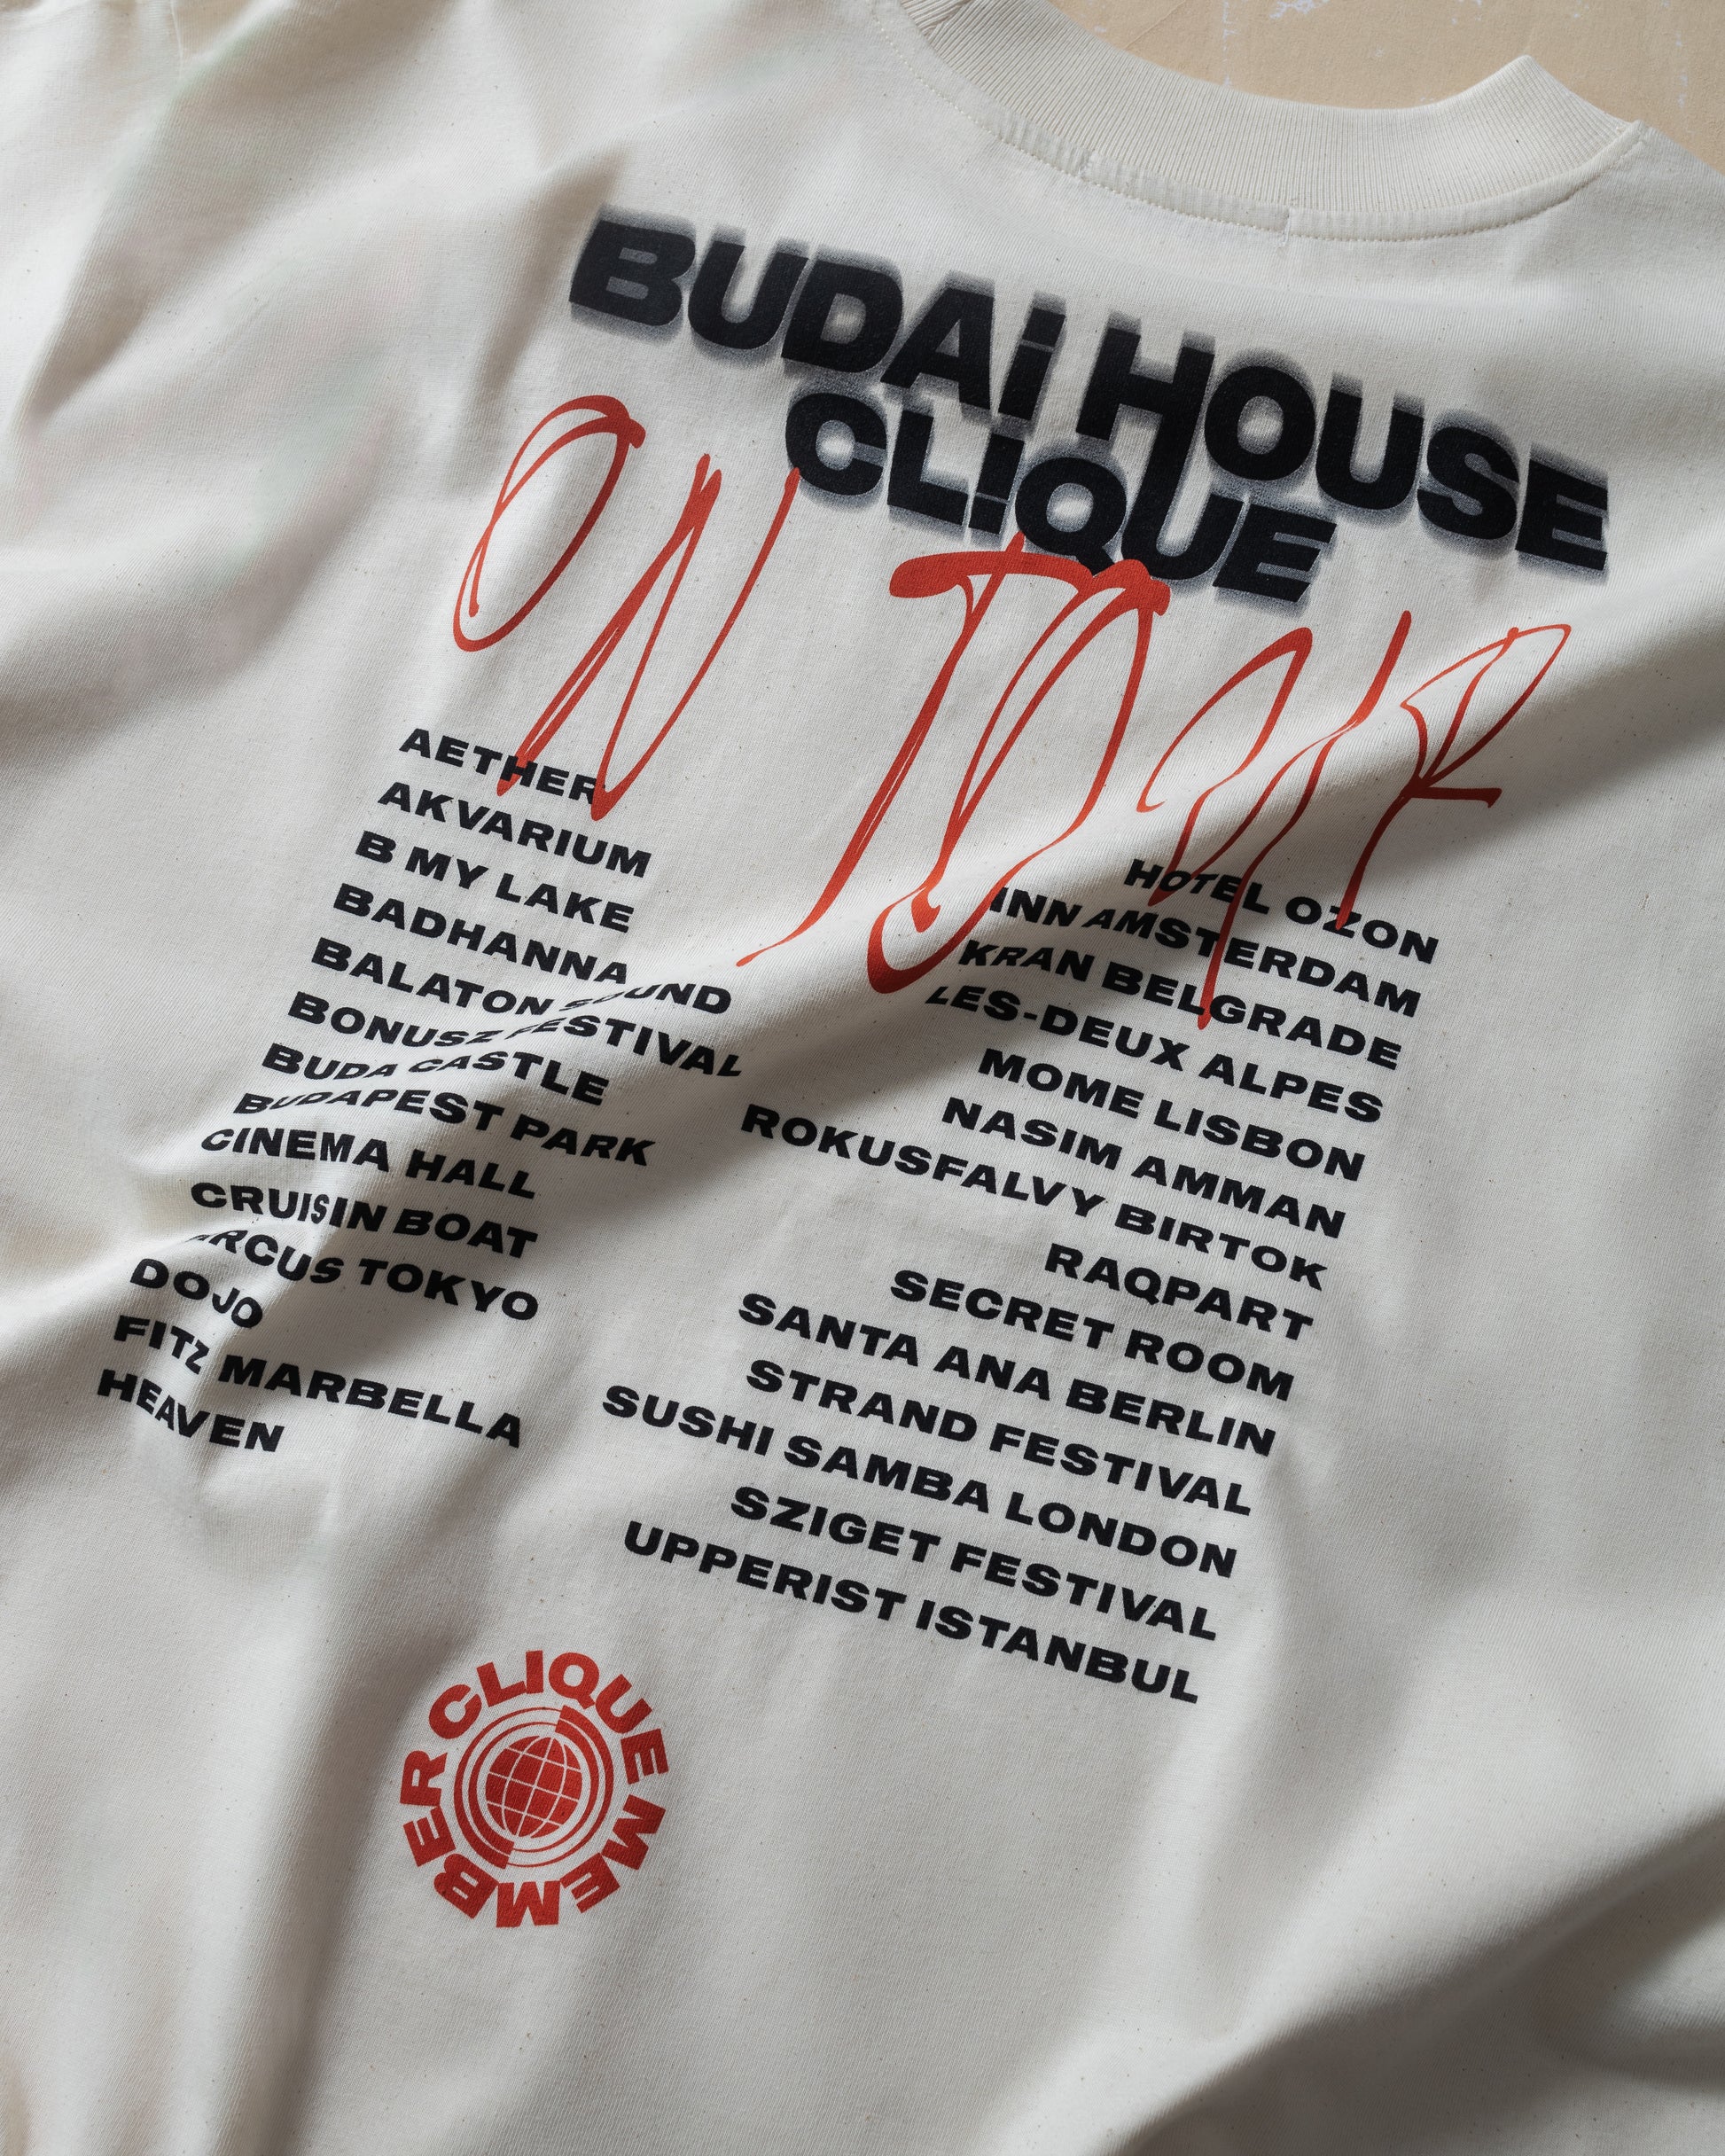 BUDAI HOUSE
CLIQUE
ON TOUR
AETHER
AKVARIUM
B MY LAKE
BADHANNA
BALATON SOUND
BONUSZ FESTIVAL
BUDA CASTLE
BUDAPEST PARK
CINEMA HALL
CRUISIN BOAT
TOKYO
DOJO
FITZ MARBELLA
HEAVEN
HOTEL OZON
INN AMSTERDAM
KRAN BELGRADE
LES-DEUX ALPES
MOME LISBON
NASIM AMMAN
ROKUSFALVY BIRTOK
RAQPART
SECRET ROOM
SANTA ANA BERLIN
STRAND FESTIVAL
SUSHI SAMBA LONDON
SZIGET FESTIVAL
UPPERIST ISTANBUL
CLIQUE MEMBER